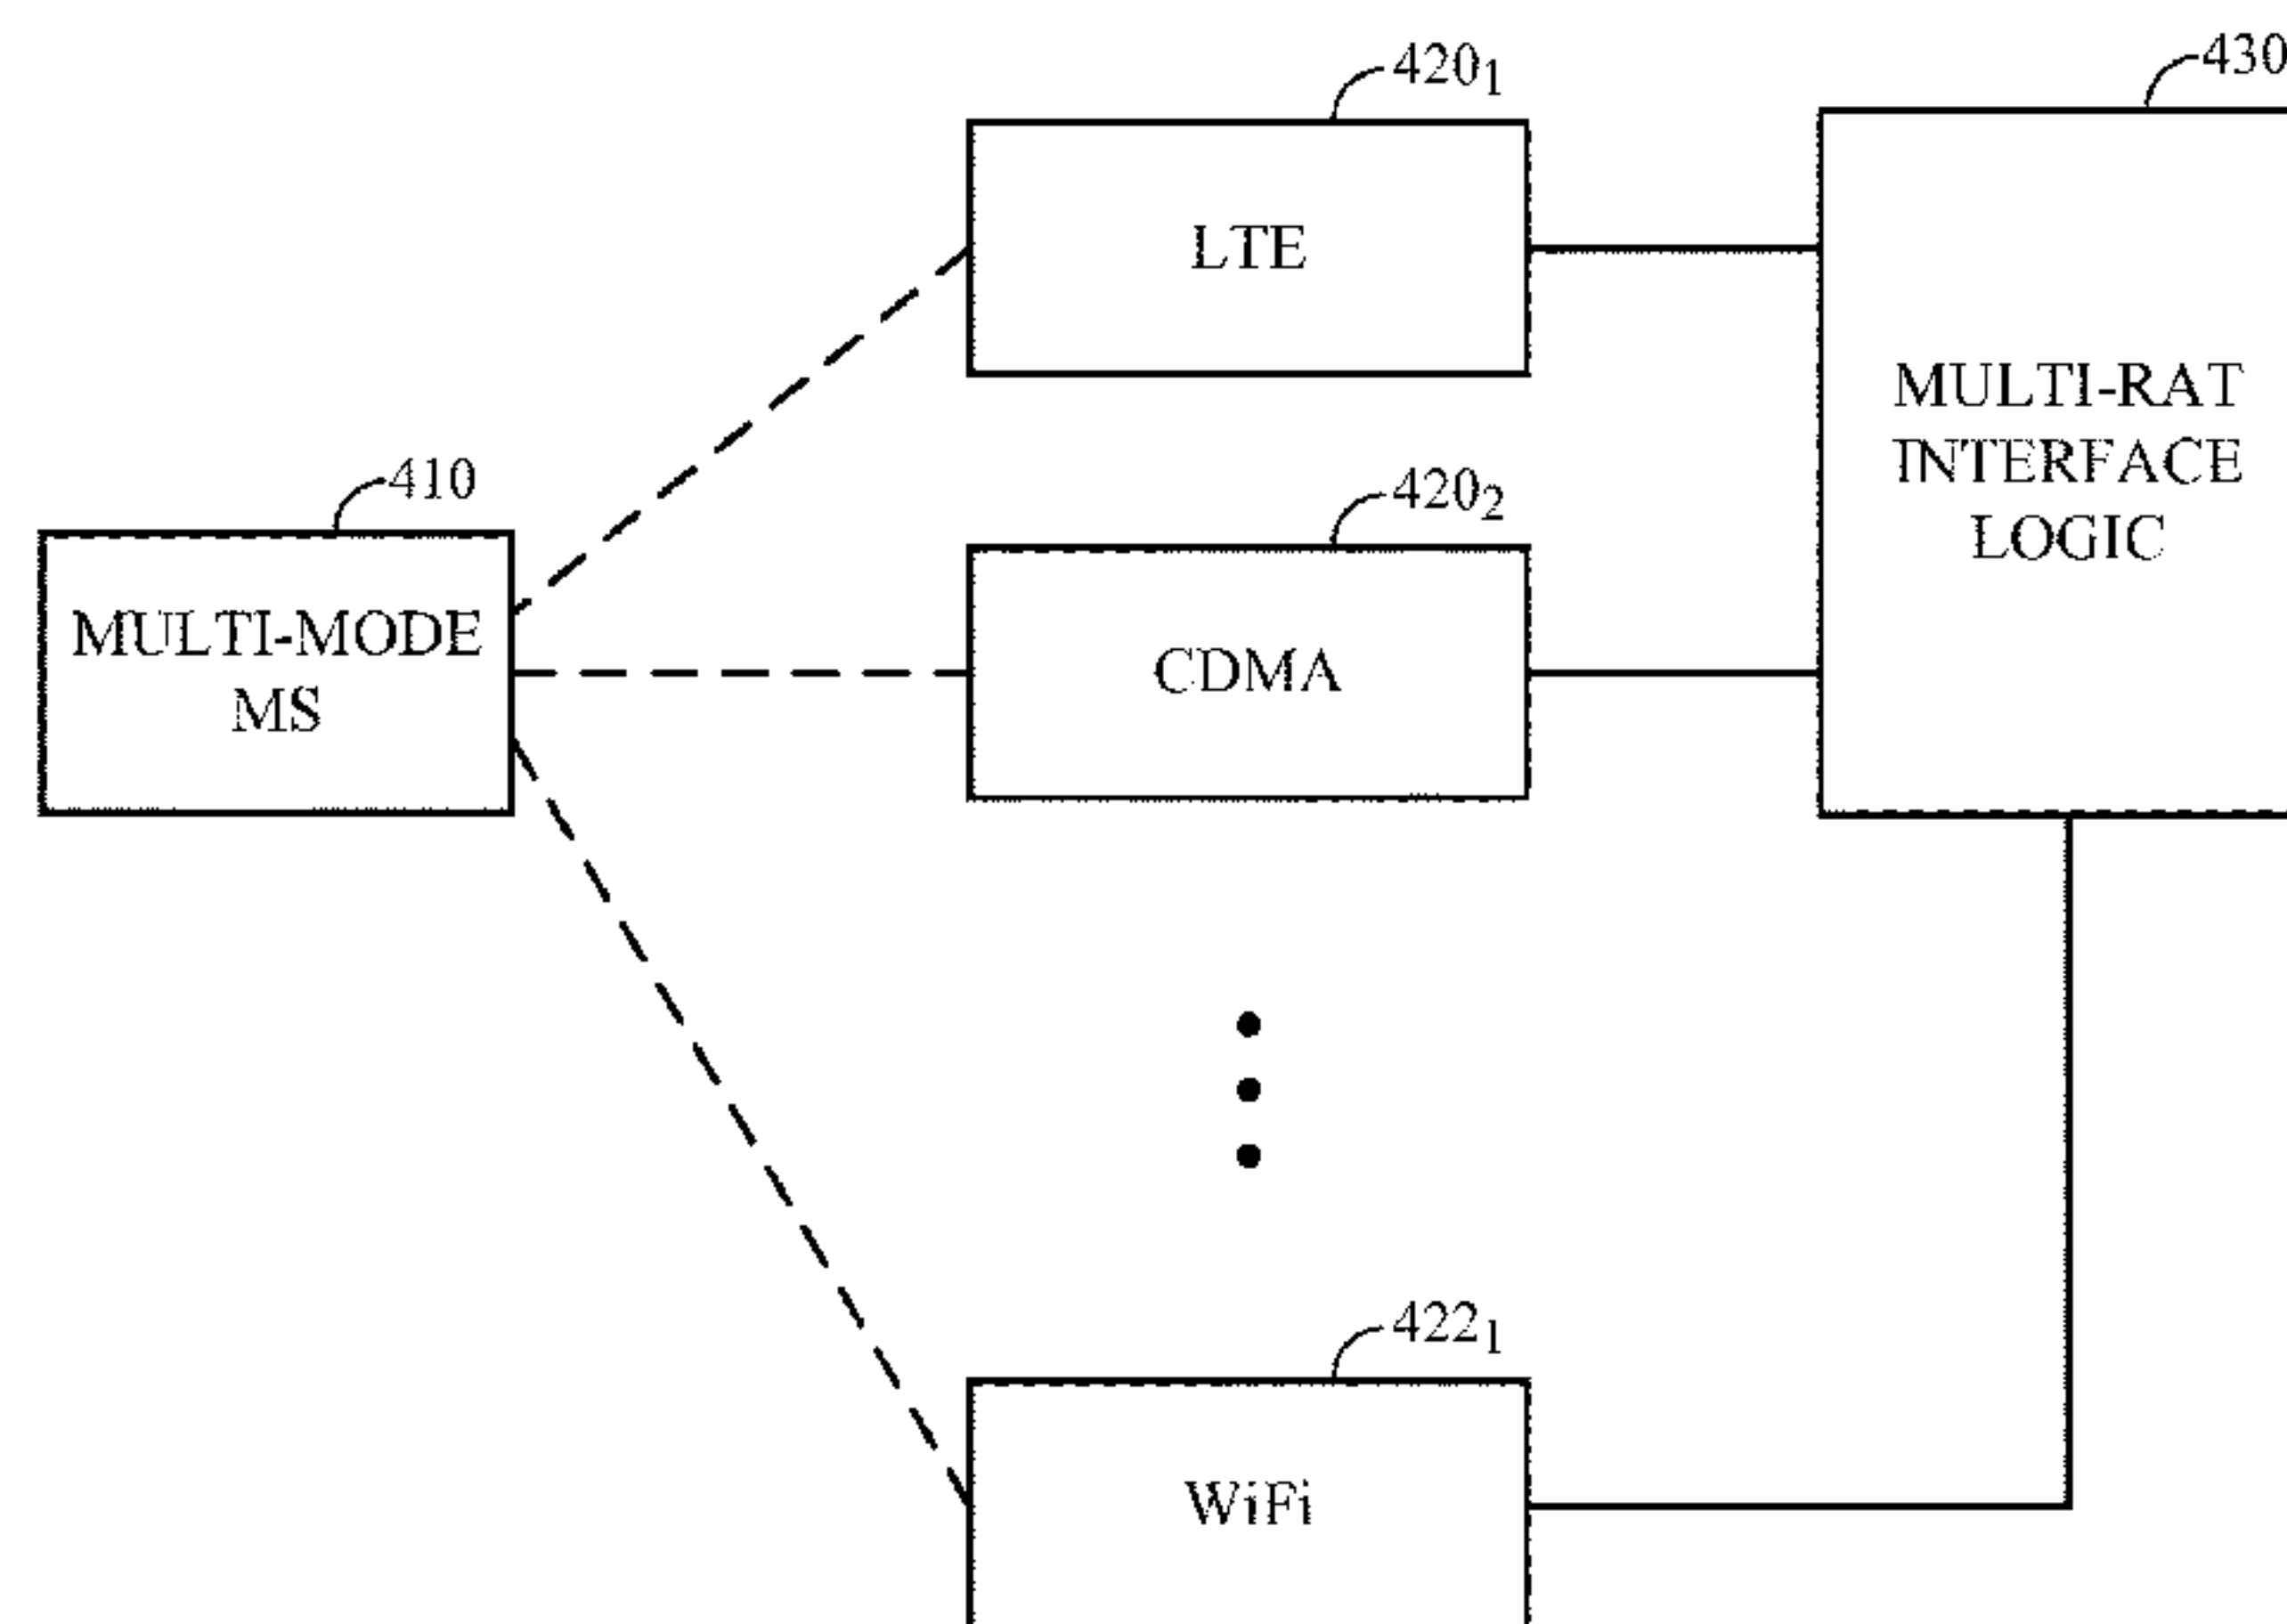 420₁
430
LTE
MULTI-RAT
INTERFACE
LOGIC
410
420₂
MULTI-MODE
MS
CDMA
422₁
WiFi